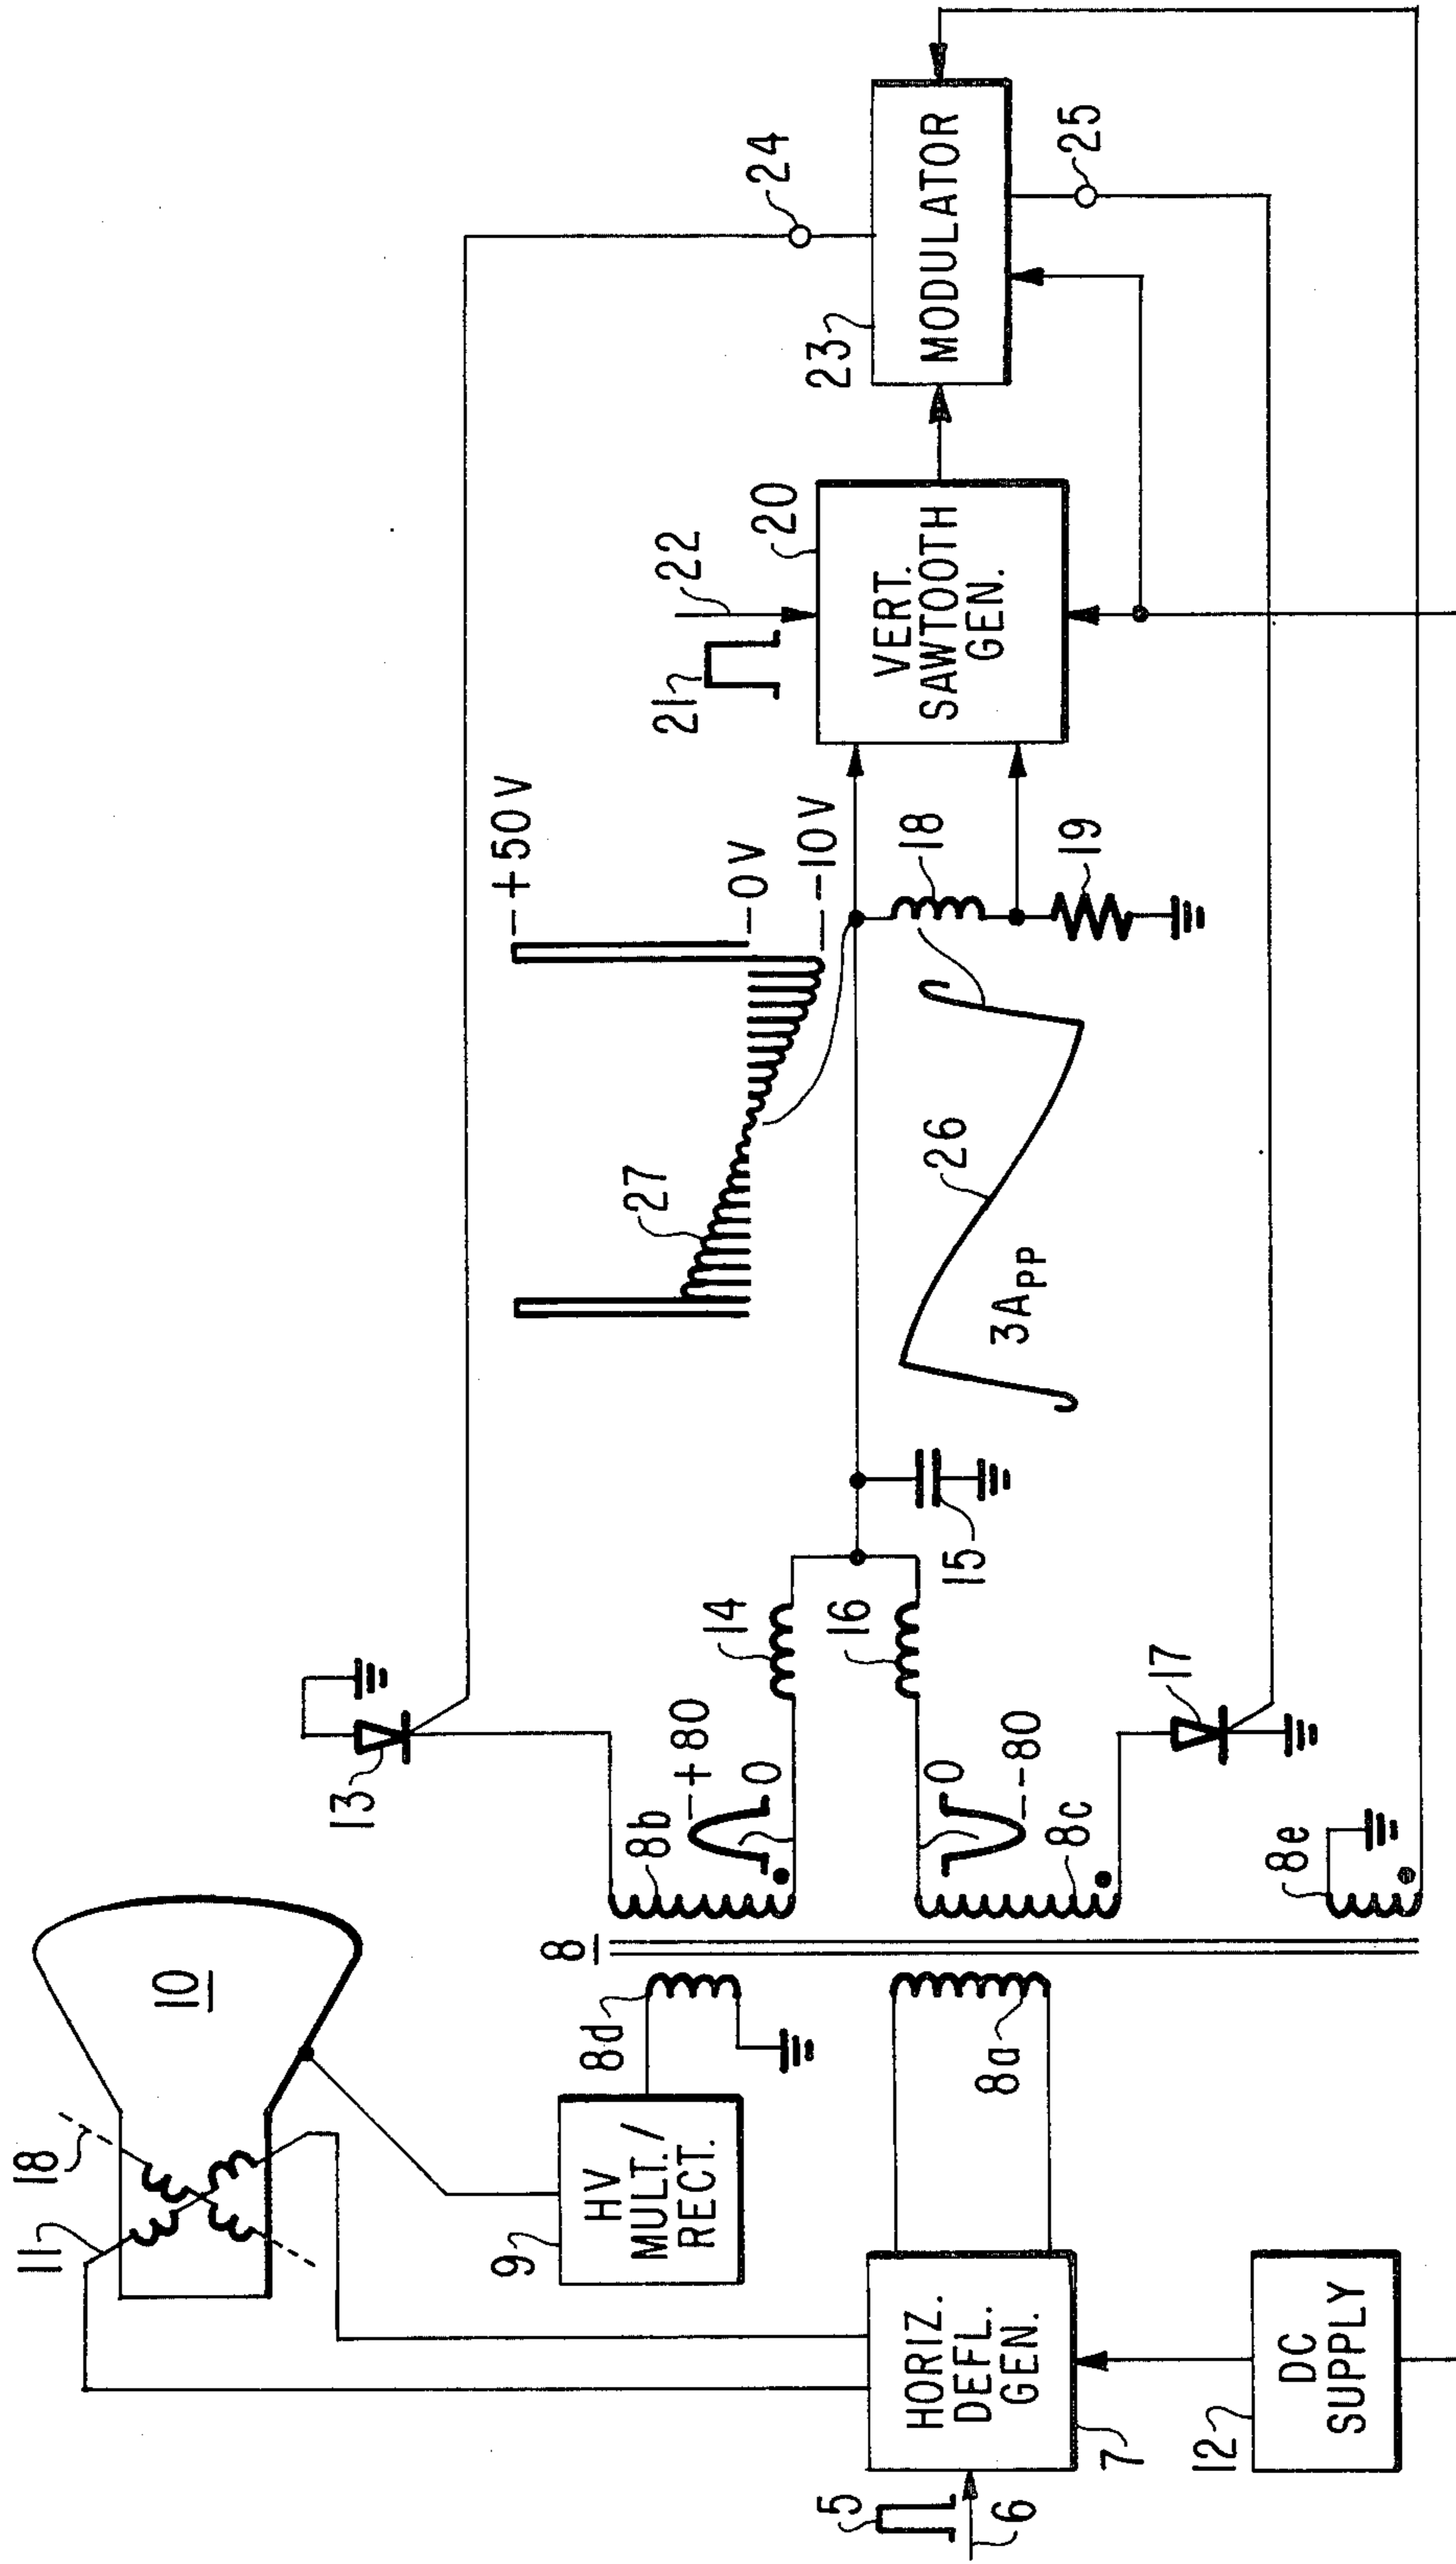 5
6
HORIZ.
DEFL.
GEN.
7
12
DC
SUPPLY
11
18
10
9
HV
MULT./
RECT.
8d
8a
8
13
8b
+80
0
14
16
0
-80
8c
17
8e
15
27
+50V
0V
-10V
26
3APP
18
19
21
22
20
VERT.
SAWTOOTH
GEN.
23
MODULATOR
24
25